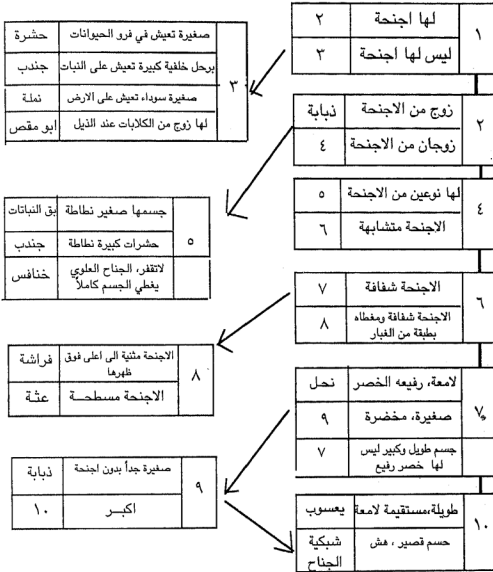 ١
لها اجنحة ٢
ليس لها اجنحة ٣
٢
زوج من الاجنحة ذبابة
زوجان من الاجنحة ٤
٣
صغيرة تعيش في فرو الحيوانات حشرة
برحل خلفية كبيرة تعيش على النبات جندب
صغيرة سوداء تعيش على الارض نملة
لها زوج من الكلابات عند الذيل ابو مقص
٤
لها نوعين من الاجنحة ٥
الاجنحة متشابهة ٦
٥
جسمها صغير نطاطة بق النباتات
حشرات كبيرة نطاطة جندب
لاتقفر، الجناح العلوي
يغطي الجسم كاملاً خنافس
٦
الاجنحة شفافة ٧
الاجنحة شفافة ومغطاه
بطبقة من الغبار ٨
٧
لامعة، رفيعه الخصر نحل
صغيرة، مخضرة ٩
جسم طويل وكبير ليس ٧
لها خصر رفيع
٨
الاجنحة مثنية الى اعلى فوق
ظهرها فراشة
الاجنحة مسطحـــة عثـة
٩
صغيرة جداً بدون اجنحة ذبابة
اكبــر ١٠
١٠
طويلة،مستقيمة لامعة يعسوب
حسم قصير ، هش شبكية
الجناح